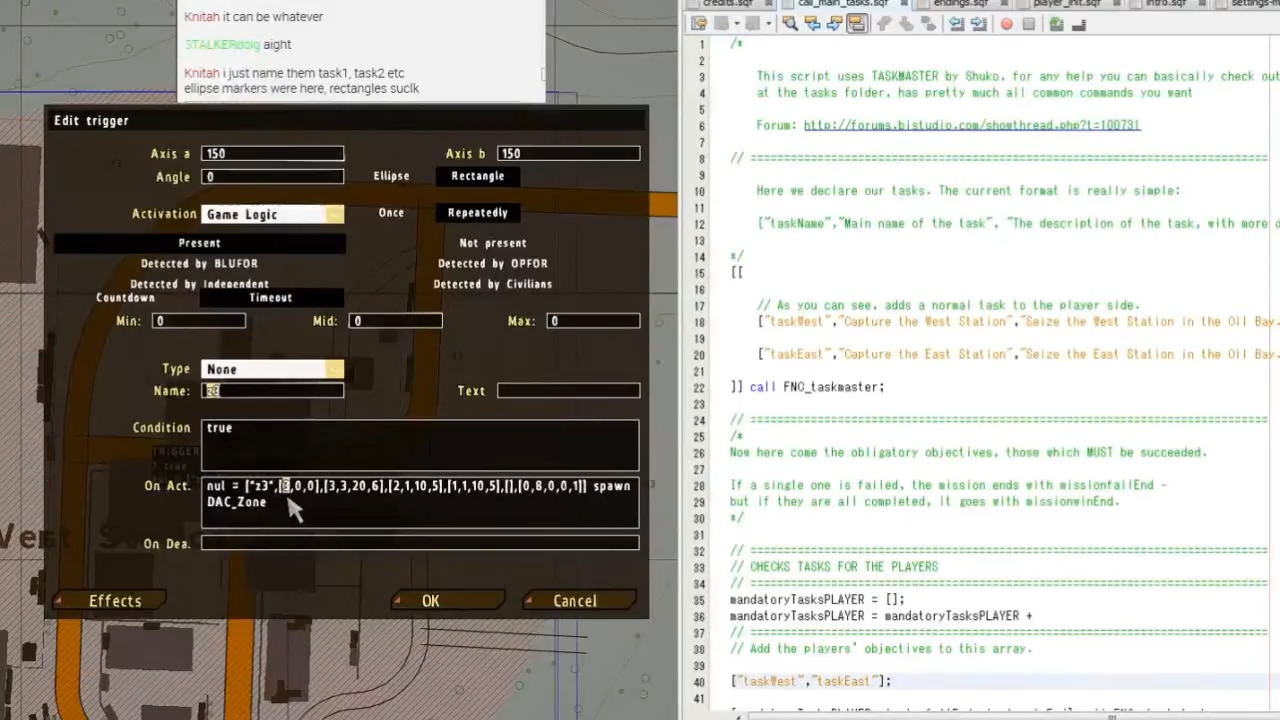 Knitah it can be whatever
STALKERdolg aight
Knitah i just name them task1, task2 etc
ellipse markers were here, rectangles suclk
Edit trigger
Axis a 150 Axis b 150
Angle 0 Ellipse Rectangle
Activation Game Logic Once Repeatedly
Present Not present
Detected by BLUFOR Detected by OPFOR
Detected by Independent Detected by Civilians
Countdown Timeout
Min: 0 Mid: 0 Max: 0
Type None
Name: z3 Text
Condition true
TRIGGER
true
On Act. nul = ["z3",[3,0,0],[3,3,20,6],[2,1,10,5],[1,1,10,5],[],[0,8,0,0,1]] spawn
DAC_Zone
On Dea.
Effects OK Cancel
credits.sqf call_main_tasks.sqf endings.sqf player_init.sqf intro.sqf
1 /*
2
3 This script uses TASKMASTER by Shuko, for any help you can basically check out
4 at the tasks folder, has pretty much all common commands you want
5
6 Forum: http://forums.bistudio.com/showthread.php?t=100731
7
8 // ====================================================================
9
10 Here we declare our tasks. The current format is really simple:
11
12 ["taskName","Main name of the task", "The description of the task, with more
13
14 */
15 [[
16
17 // As you can see, adds a normal task to the player side.
18 ["taskWest","Capture the West Station","Seize the West Station in the Oil Bay.
19
20 ["taskEast","Capture the East Station","Seize the East Station in the Oil Bay.
21
22 ]] call FNC_taskmaster;
23
24 // ====================================================================
25 /*
26 Now here come the obligatory objectives, those which MUST be succeeded.
27
28 If a single one is failed, the mission ends with missionfailEnd -
29 but if they are all completed, it goes with missionwinEnd.
30 */
31
32 // ====================================================================
33 // CHECKS TASKS FOR THE PLAYERS
34 // ====================================================================
35 mandatoryTasksPLAYER = [];
36 mandatoryTasksPLAYER = mandatoryTasksPLAYER +
37 // ====================================================================
38 // Add the players' objectives to this array.
39
40 ["taskWest","taskEast"];
41